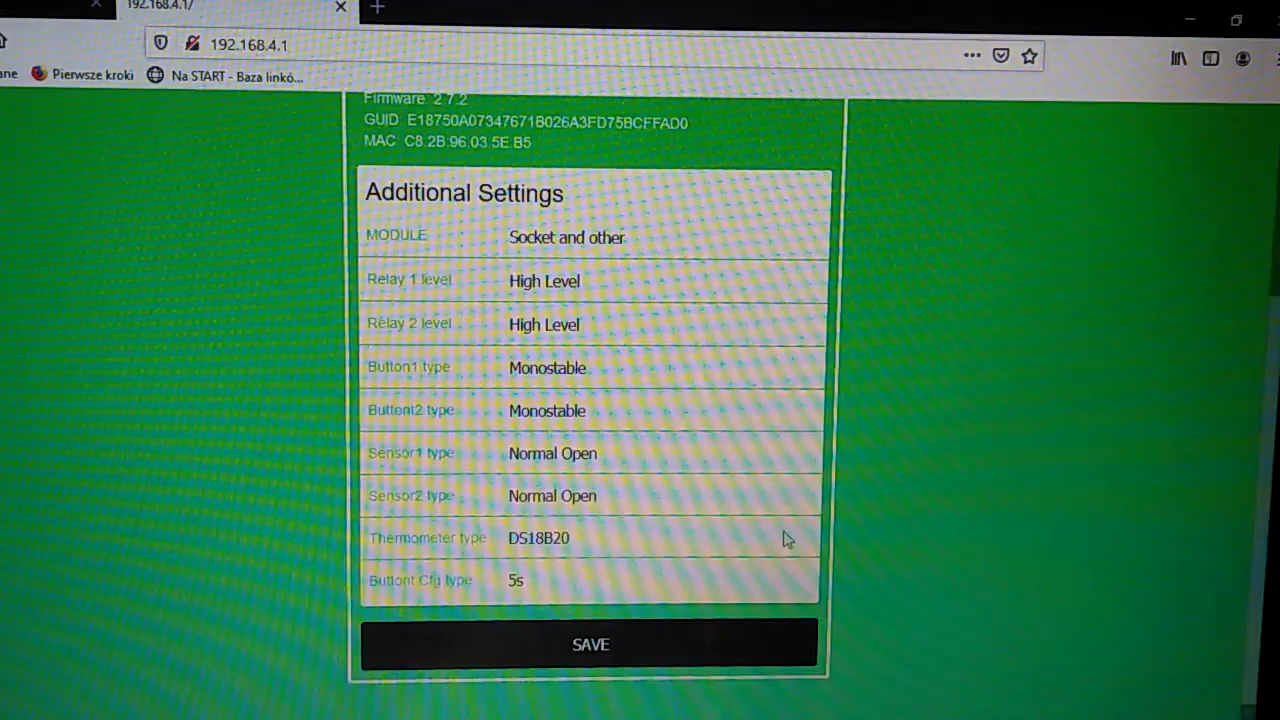 192.168.4.1/
192.168.4.1
Pierwsze kroki
Na START - Baza linkó...
Firmware 2.7.2
GUID E18750A07347671B026A3FD75BCFFAD0
MAC C8:2B:96:03:5E:B5
Additional Settings
MODULE Socket and other
Relay 1 level High Level
Relay 2 level High Level
Button1 type Monostable
Buttont2 type Monostable
Sensor1 type Normal Open
Sensor2 type Normal Open
Thermometer type DS18B20
Buttont Cfg type 5s
SAVE